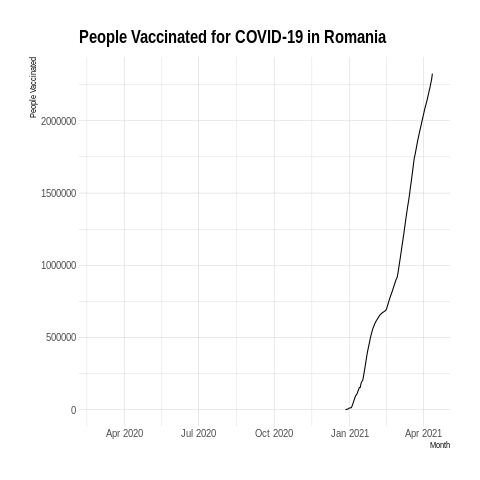 People Vaccinated for COVID-19 in Romania
People Vaccinated
2000000
1500000
1000000
500000
0
Apr 2020 Jul 2020 Oct 2020 Jan 2021 Apr 2021
Month